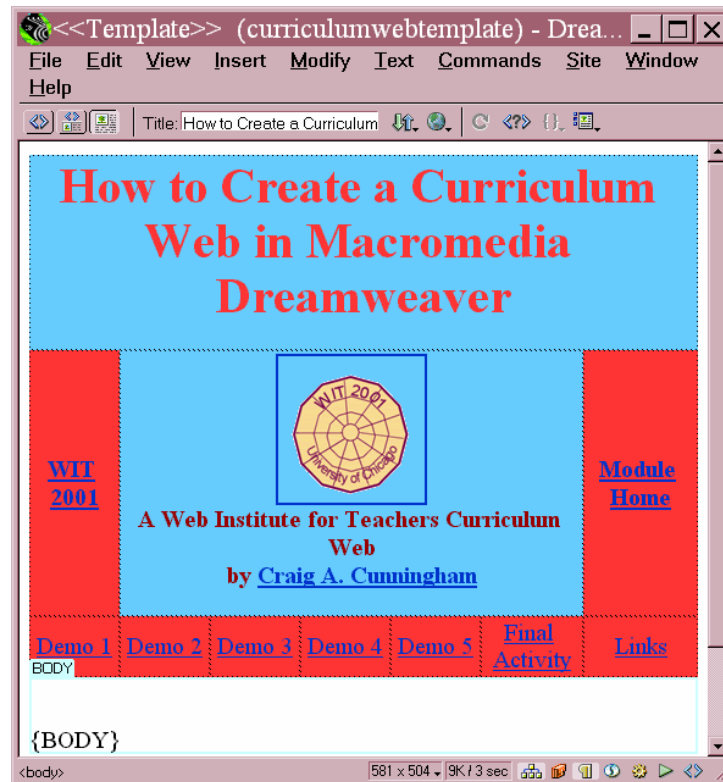 <<Template>> (curriculumwebtemplate) - Drea...
File Edit View Insert Modify Text Commands Site Window
Help
Title: How to Create a Curriculum
How to Create a Curriculum
Web in Macromedia
Dreamweaver
WIT 2001
University of Chicago
WIT
2001
Module
Home
A Web Institute for Teachers Curriculum
Web
by Craig A. Cunningham
Demo 1 Demo 2 Demo 3 Demo 4 Demo 5 Final Activity Links
BODY
{BODY}
<body> 581 x 504 9K / 3 sec